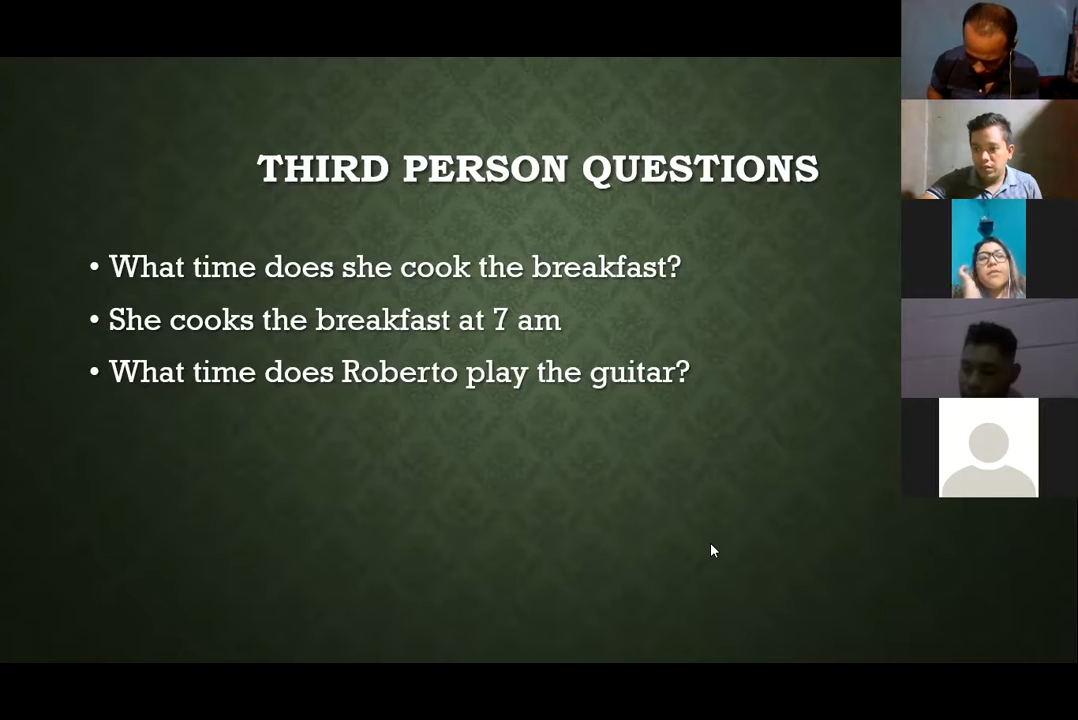 THIRD PERSON QUESTIONS
• What time does she cook the breakfast?
• She cooks the breakfast at 7 am
• What time does Roberto play the guitar?